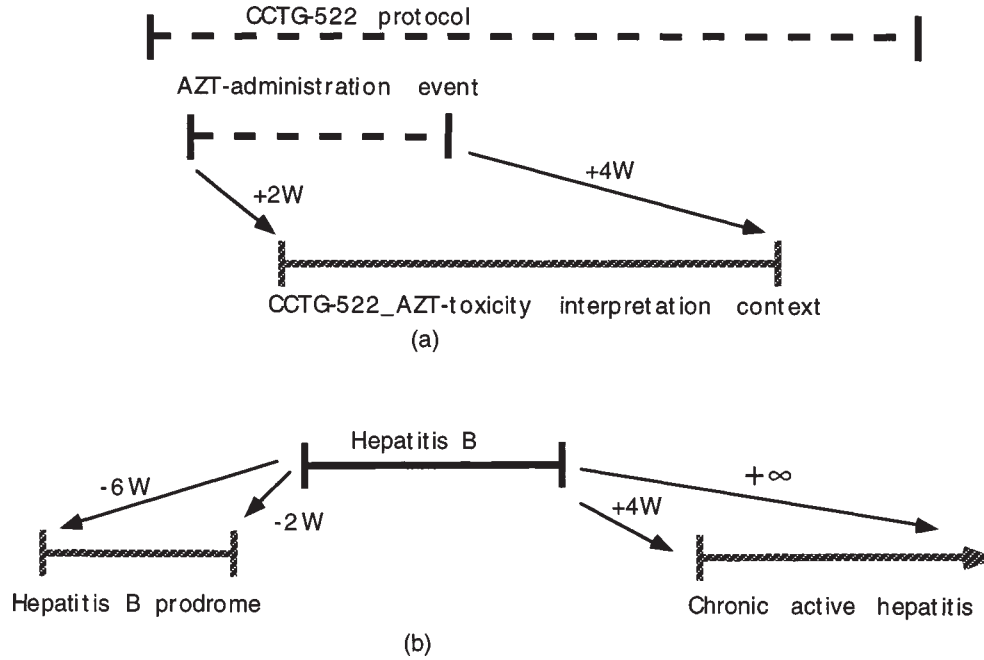 CCTG-522 protocol
AZT-administration event
+2W
+4W
CCTG-522_AZT-toxicity interpretation context
(a)
Hepatitis B
-6W
-2W
+4W
+∞
Hepatitis B prodrome
Chronic active hepatitis
(b)